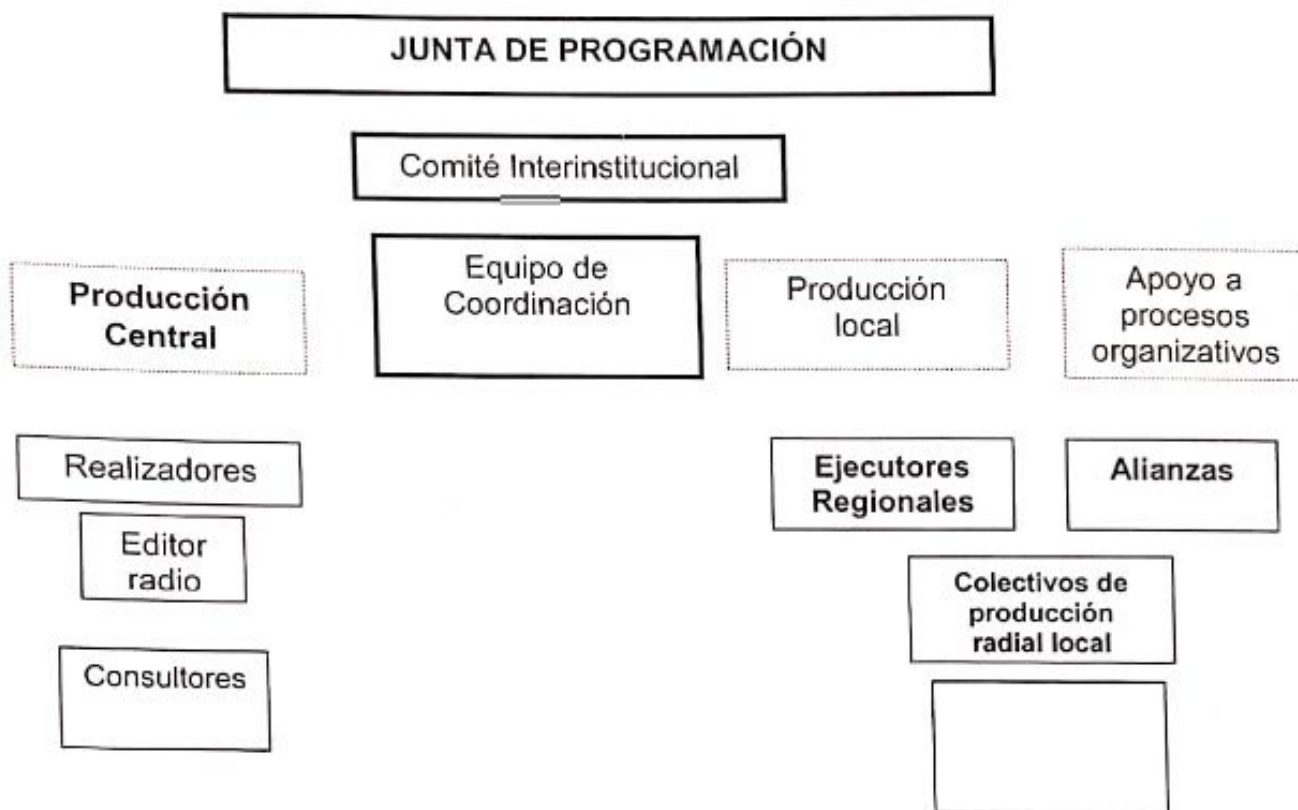 JUNTA DE PROGRAMACIÓN
Comité Interinstitucional
Producción
Central
Equipo de
Coordinación
Producción
local
Apoyo a
procesos
organizativos
Realizadores
Editor
radio
Consultores
Ejecutores
Regionales
Alianzas
Colectivos de
producción
radial local